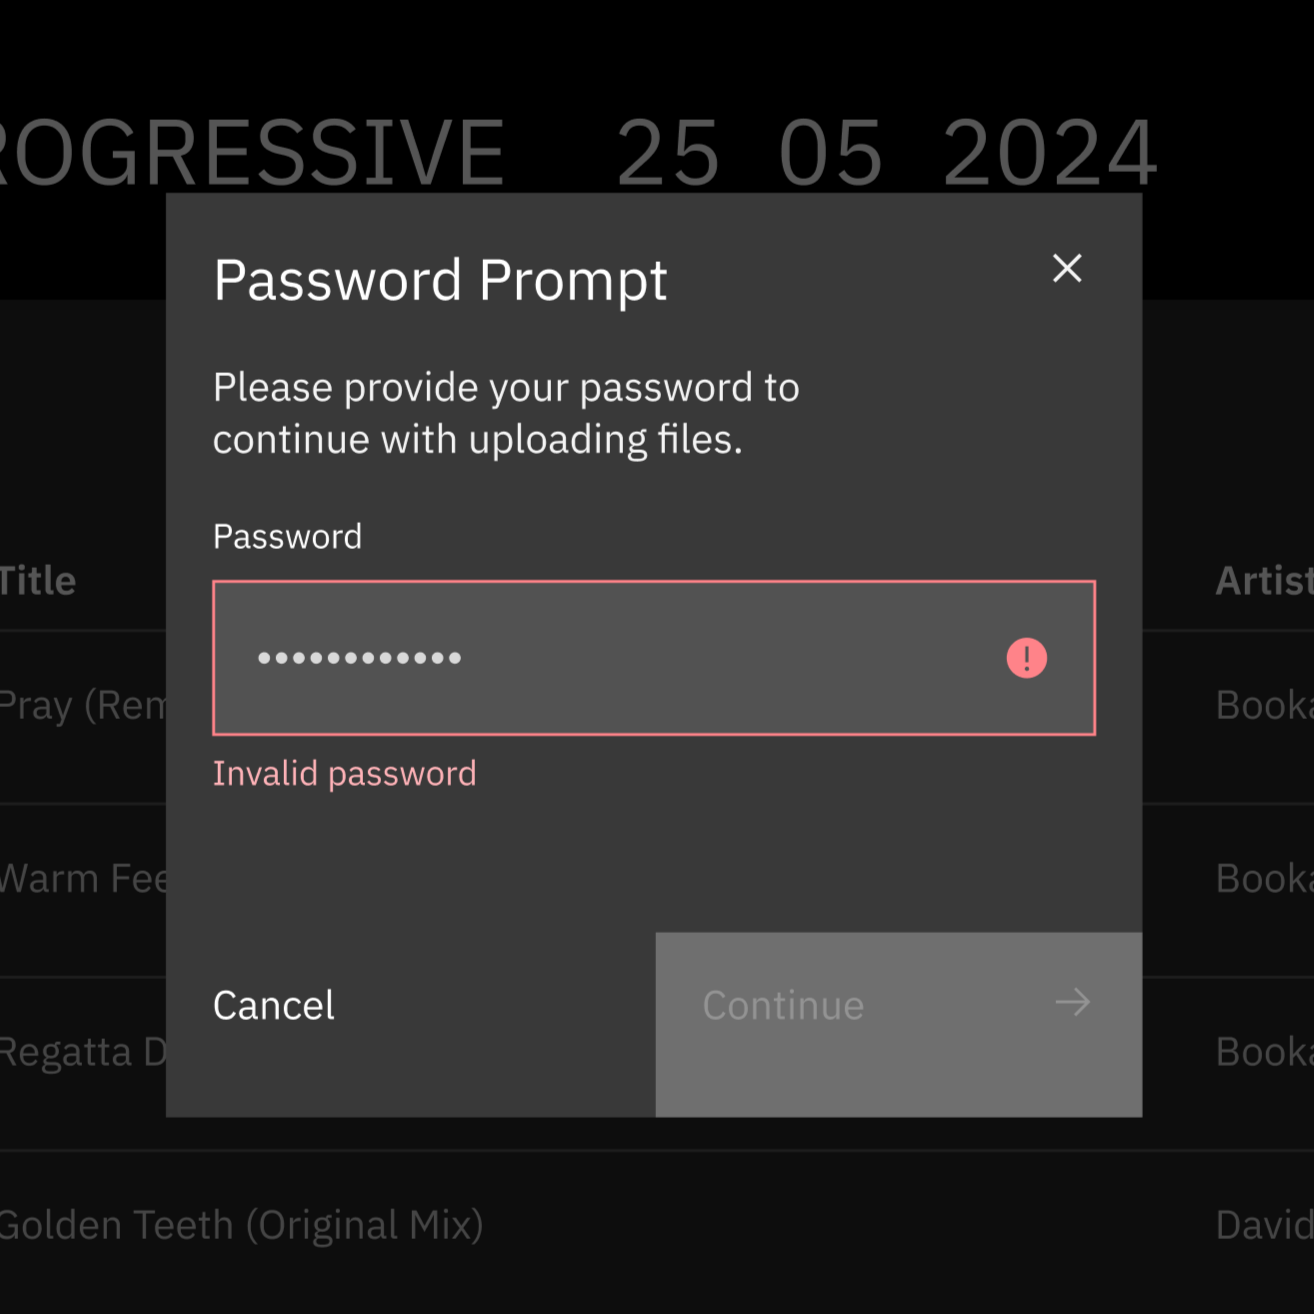 ROGRESSIVE 25 05 2024
Password Prompt
Please provide your password to
continue with uploading files.
Password
Title
Artist
Pray (Rem
Booka
Invalid password
Warm Fee
Booka
Cancel
Continue
Regatta D
Booka
Golden Teeth (Original Mix)
David